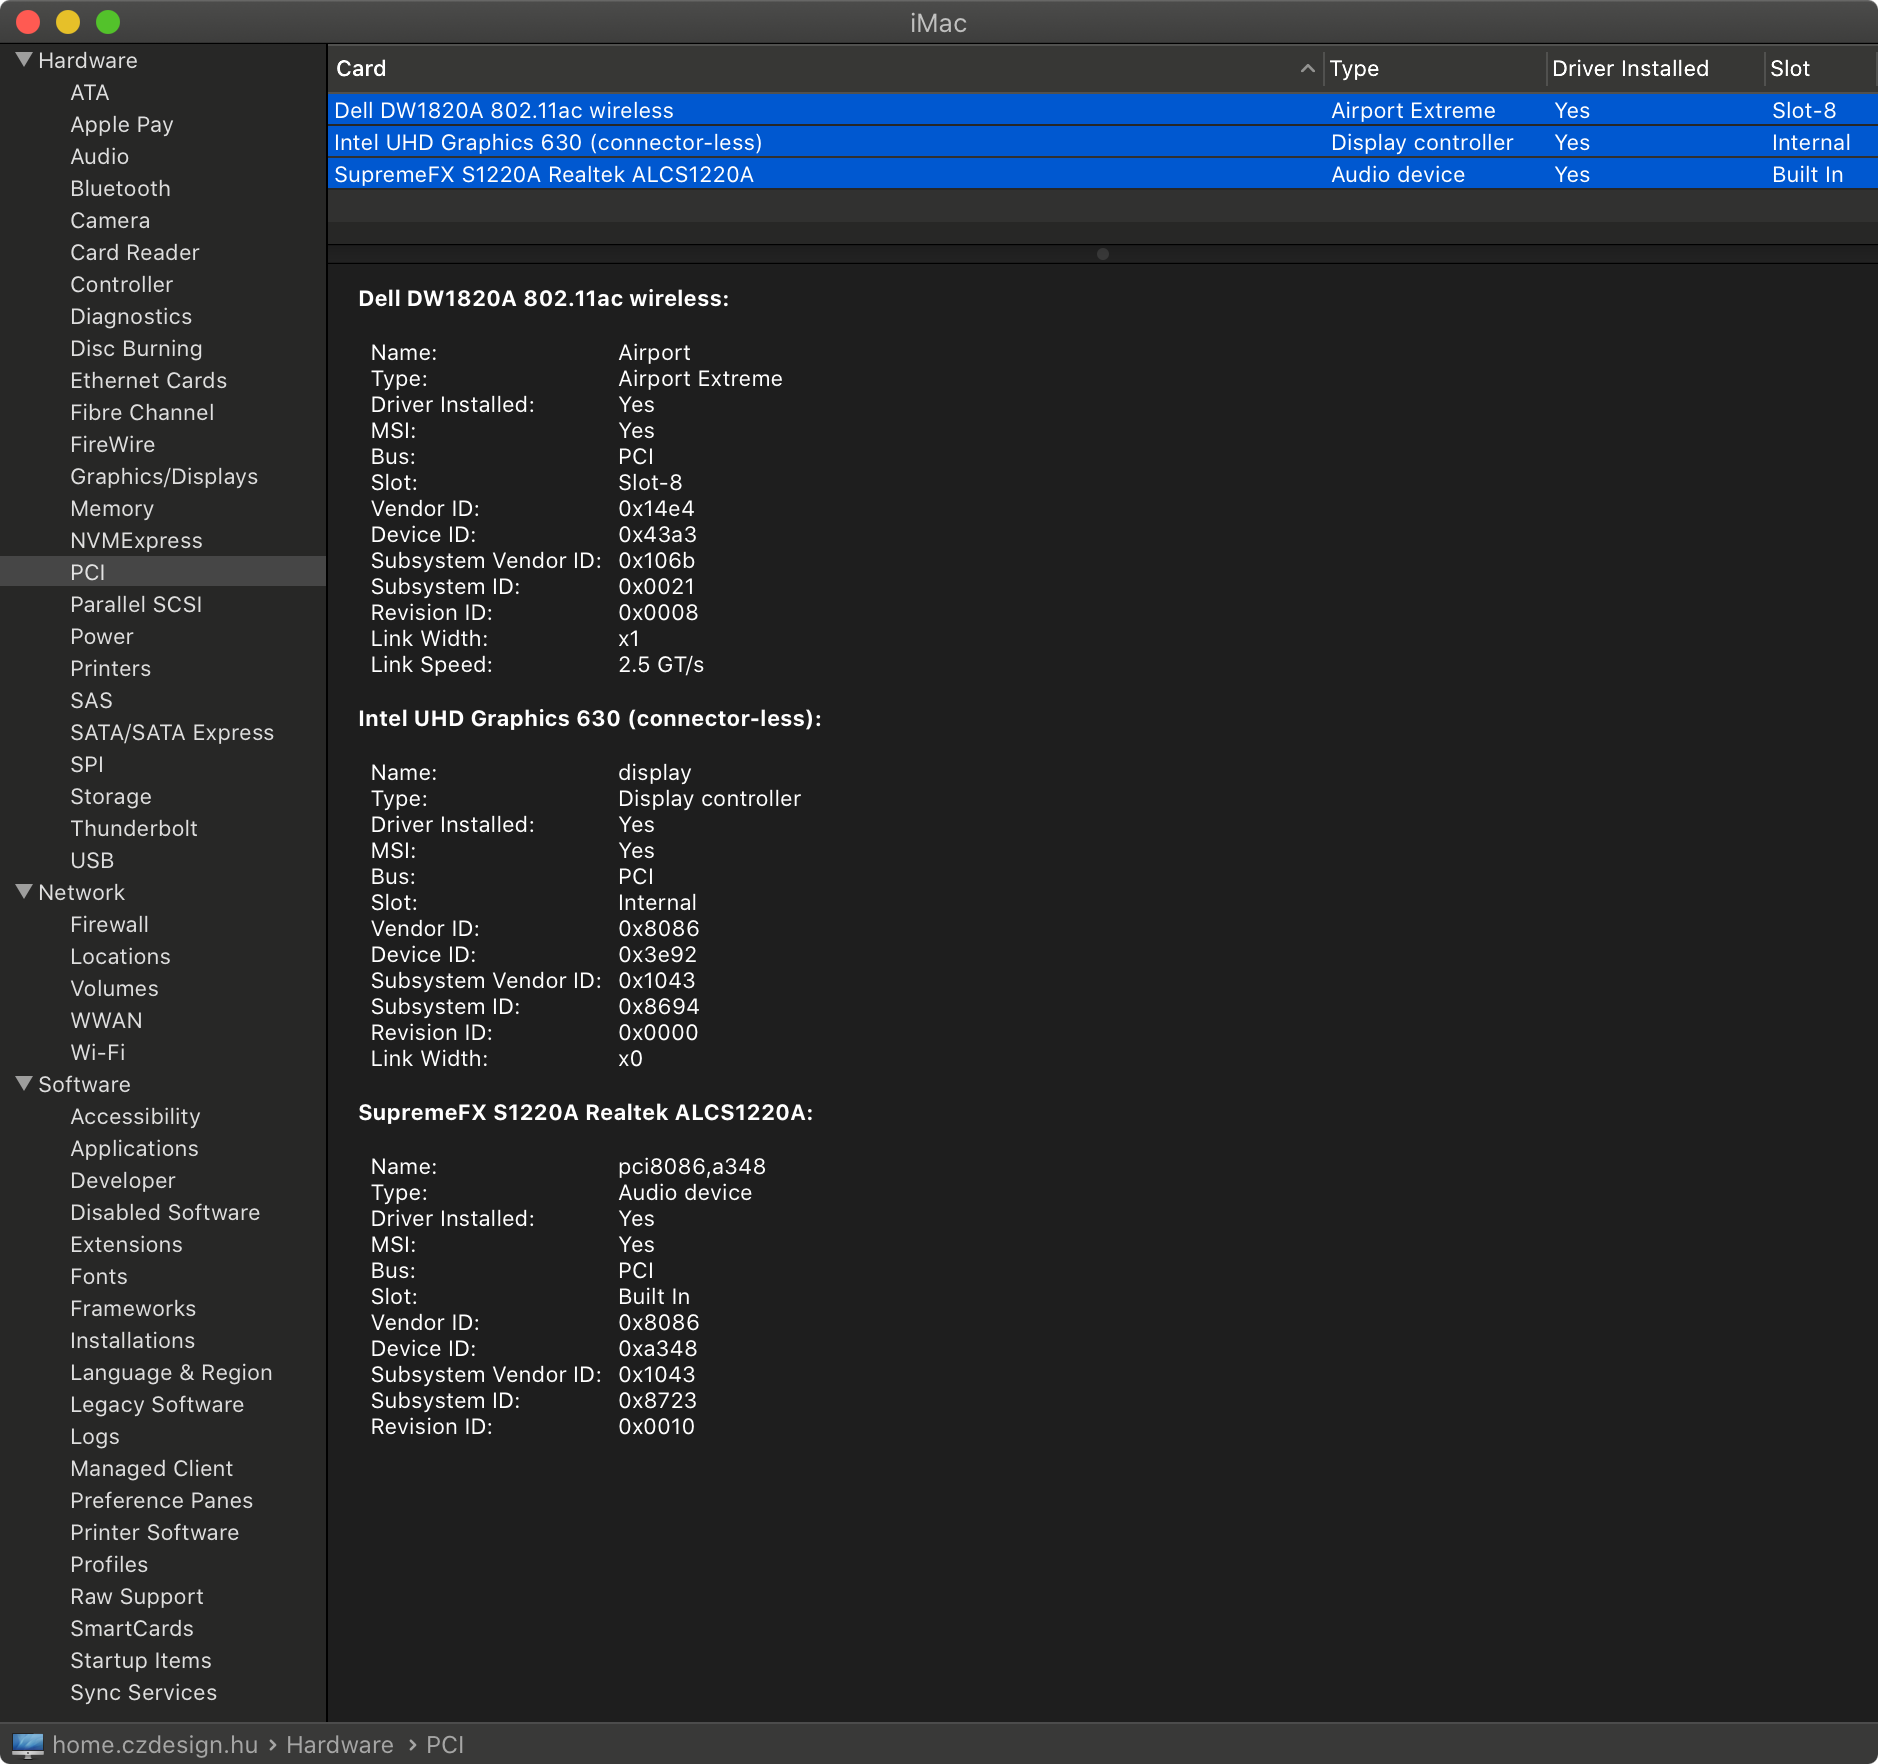 iMac
Hardware
ATA
Apple Pay
Audio
Bluetooth
Camera
Card Reader
Controller
Diagnostics
Disc Burning
Ethernet Cards
Fibre Channel
FireWire
Graphics/Displays
Memory
NVMExpress
PCI
Parallel SCSI
Power
Printers
SAS
SATA/SATA Express
SPI
Storage
Thunderbolt
USB
Network
Firewall
Locations
Volumes
WWAN
Wi-Fi
Software
Accessibility
Applications
Developer
Disabled Software
Extensions
Fonts
Frameworks
Installations
Language & Region
Legacy Software
Logs
Managed Client
Preference Panes
Printer Software
Profiles
Raw Support
SmartCards
Startup Items
Sync Services
Card Type Driver Installed Slot
Dell DW1820A 802.11ac wireless Airport Extreme Yes Slot-8
Intel UHD Graphics 630 (connector-less) Display controller Yes Internal
SupremeFX S1220A Realtek ALCS1220A Audio device Yes Built In
Dell DW1820A 802.11ac wireless:
Name: Airport
Type: Airport Extreme
Driver Installed: Yes
MSI: Yes
Bus: PCI
Slot: Slot-8
Vendor ID: 0x14e4
Device ID: 0x43a3
Subsystem Vendor ID: 0x106b
Subsystem ID: 0x0021
Revision ID: 0x0008
Link Width: x1
Link Speed: 2.5 GT/s
Intel UHD Graphics 630 (connector-less):
Name: display
Type: Display controller
Driver Installed: Yes
MSI: Yes
Bus: PCI
Slot: Internal
Vendor ID: 0x8086
Device ID: 0x3e92
Subsystem Vendor ID: 0x1043
Subsystem ID: 0x8694
Revision ID: 0x0000
Link Width: x0
SupremeFX S1220A Realtek ALCS1220A:
Name: pci8086,a348
Type: Audio device
Driver Installed: Yes
MSI: Yes
Bus: PCI
Slot: Built In
Vendor ID: 0x8086
Device ID: 0xa348
Subsystem Vendor ID: 0x1043
Subsystem ID: 0x8723
Revision ID: 0x0010
home.czdesign.hu › Hardware › PCI